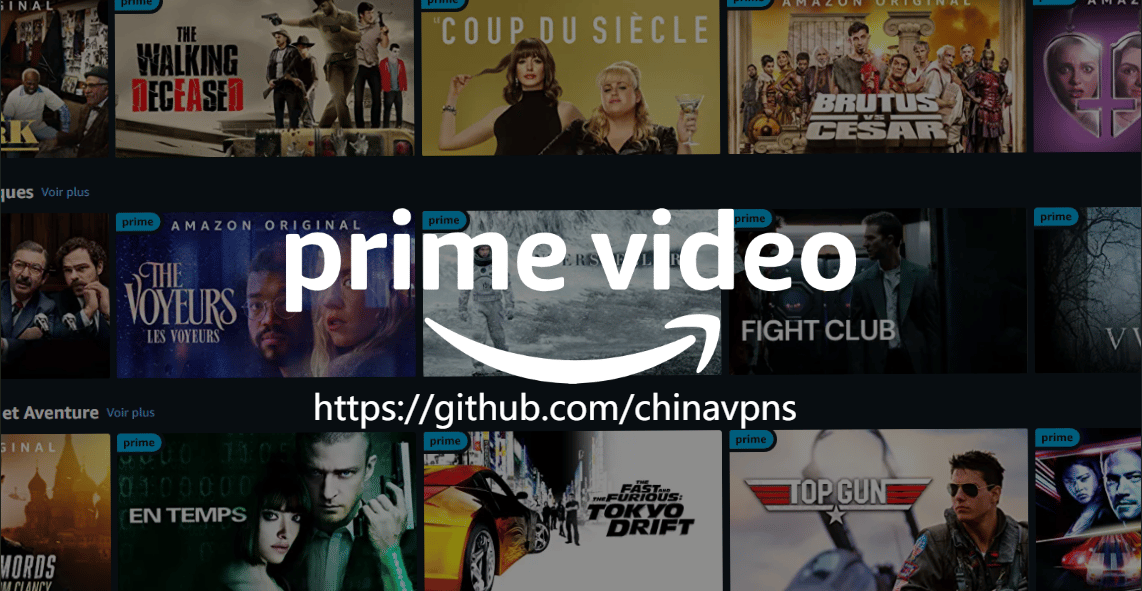 prime
prime
prime
GINAL
THE
WALKING
DECEASED
"COUP DU SIÈCLE
AMAZON ORIGINAL
BRUTUS
VS
CESAR
AMAZ
RK
ques Voir plus
prime
AMAZON ORIGINAL
THE
VOYEURS
LES VOYEURS
prime
prime
FIGHT CLUB
prime
prime video
https://github.com/chinavpns
et Aventure Voir plus
GINAL
MORDS
M CLANCY
prime
EN TEMPS
prime
THE
FAST AND
THE FURIOUS:
TOKYO
DRIFT
prime
TOP GUN
prime